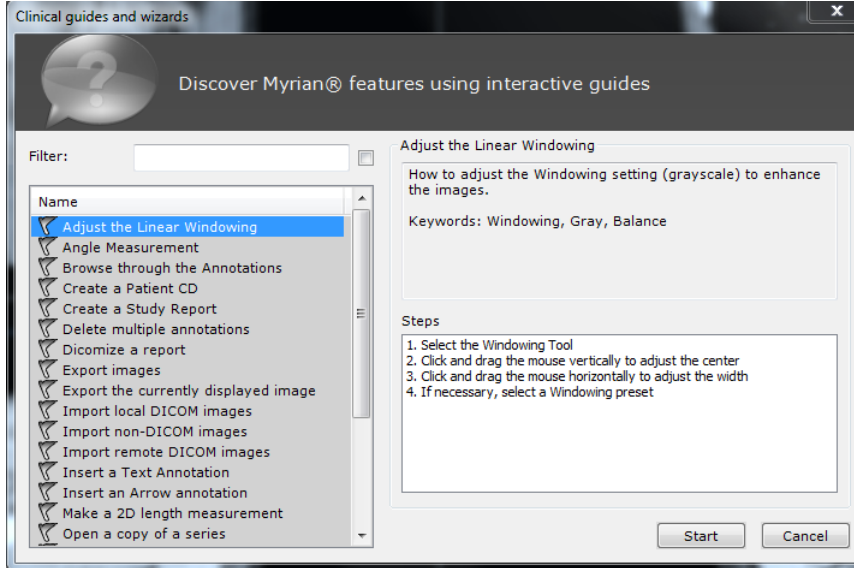 Clinical guides and wizards
x
?
Discover Myrian® features using interactive guides
Filter:
Name
Adjust the Linear Windowing
Angle Measurement
Browse through the Annotations
Create a Patient CD
Create a Study Report
Delete multiple annotations
Dicomize a report
Export images
Export the currently displayed image
Import local DICOM images
Import non-DICOM images
Import remote DICOM images
Insert a Text Annotation
Insert an Arrow annotation
Make a 2D length measurement
Open a copy of a series
Adjust the Linear Windowing
How to adjust the Windowing setting (grayscale) to enhance
the images.
Keywords: Windowing, Gray, Balance
Steps
1. Select the Windowing Tool
2. Click and drag the mouse vertically to adjust the center
3. Click and drag the mouse horizontally to adjust the width
4. If necessary, select a Windowing preset
Start
Cancel